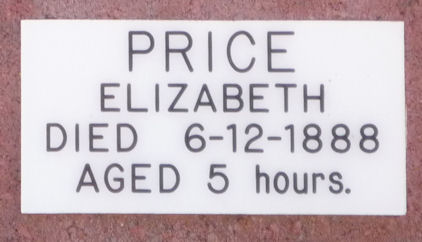 PRICE
ELIZABETH
DIED 6-12-1888
AGED 5 hours.